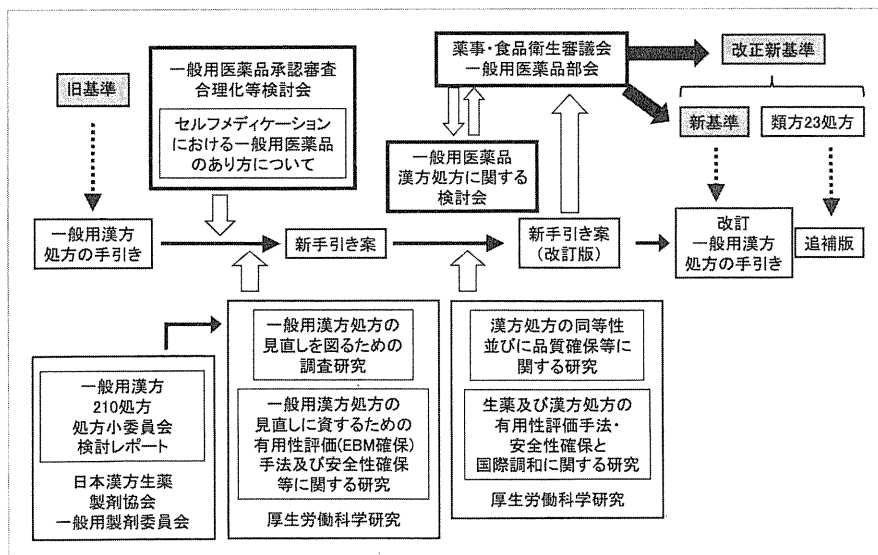 旧基準
一般用医薬品承認審査
合理化等検討会
セルフメディケーション
における一般用医薬品
のあり方について
薬事・食品衛生審議会
一般用医薬品部会
改正新基準
新基準
類方23処方
一般用医薬品
漢方処方に関する
検討会
一般用漢方
処方の手引き
新手引き案
新手引き案
(改訂版)
改訂
一般用漢方
処方の手引き
追補版
一般用漢方
210処方
処方小委員会
検討レポート
日本漢方生薬
製剤協会
一般用製剤委員会
一般用漢方処方の
見直しを図るための
調査研究
一般用漢方処方の
見直しに資するための
有用性評価(EBM確保)
手法及び安全性確保
等に関する研究
厚生労働科学研究
漢方処方の同等性
並びに品質確保等に
関する研究
生薬及び漢方処方の
有用性評価手法・
安全性確保と
国際調和に関する研究
厚生労働科学研究